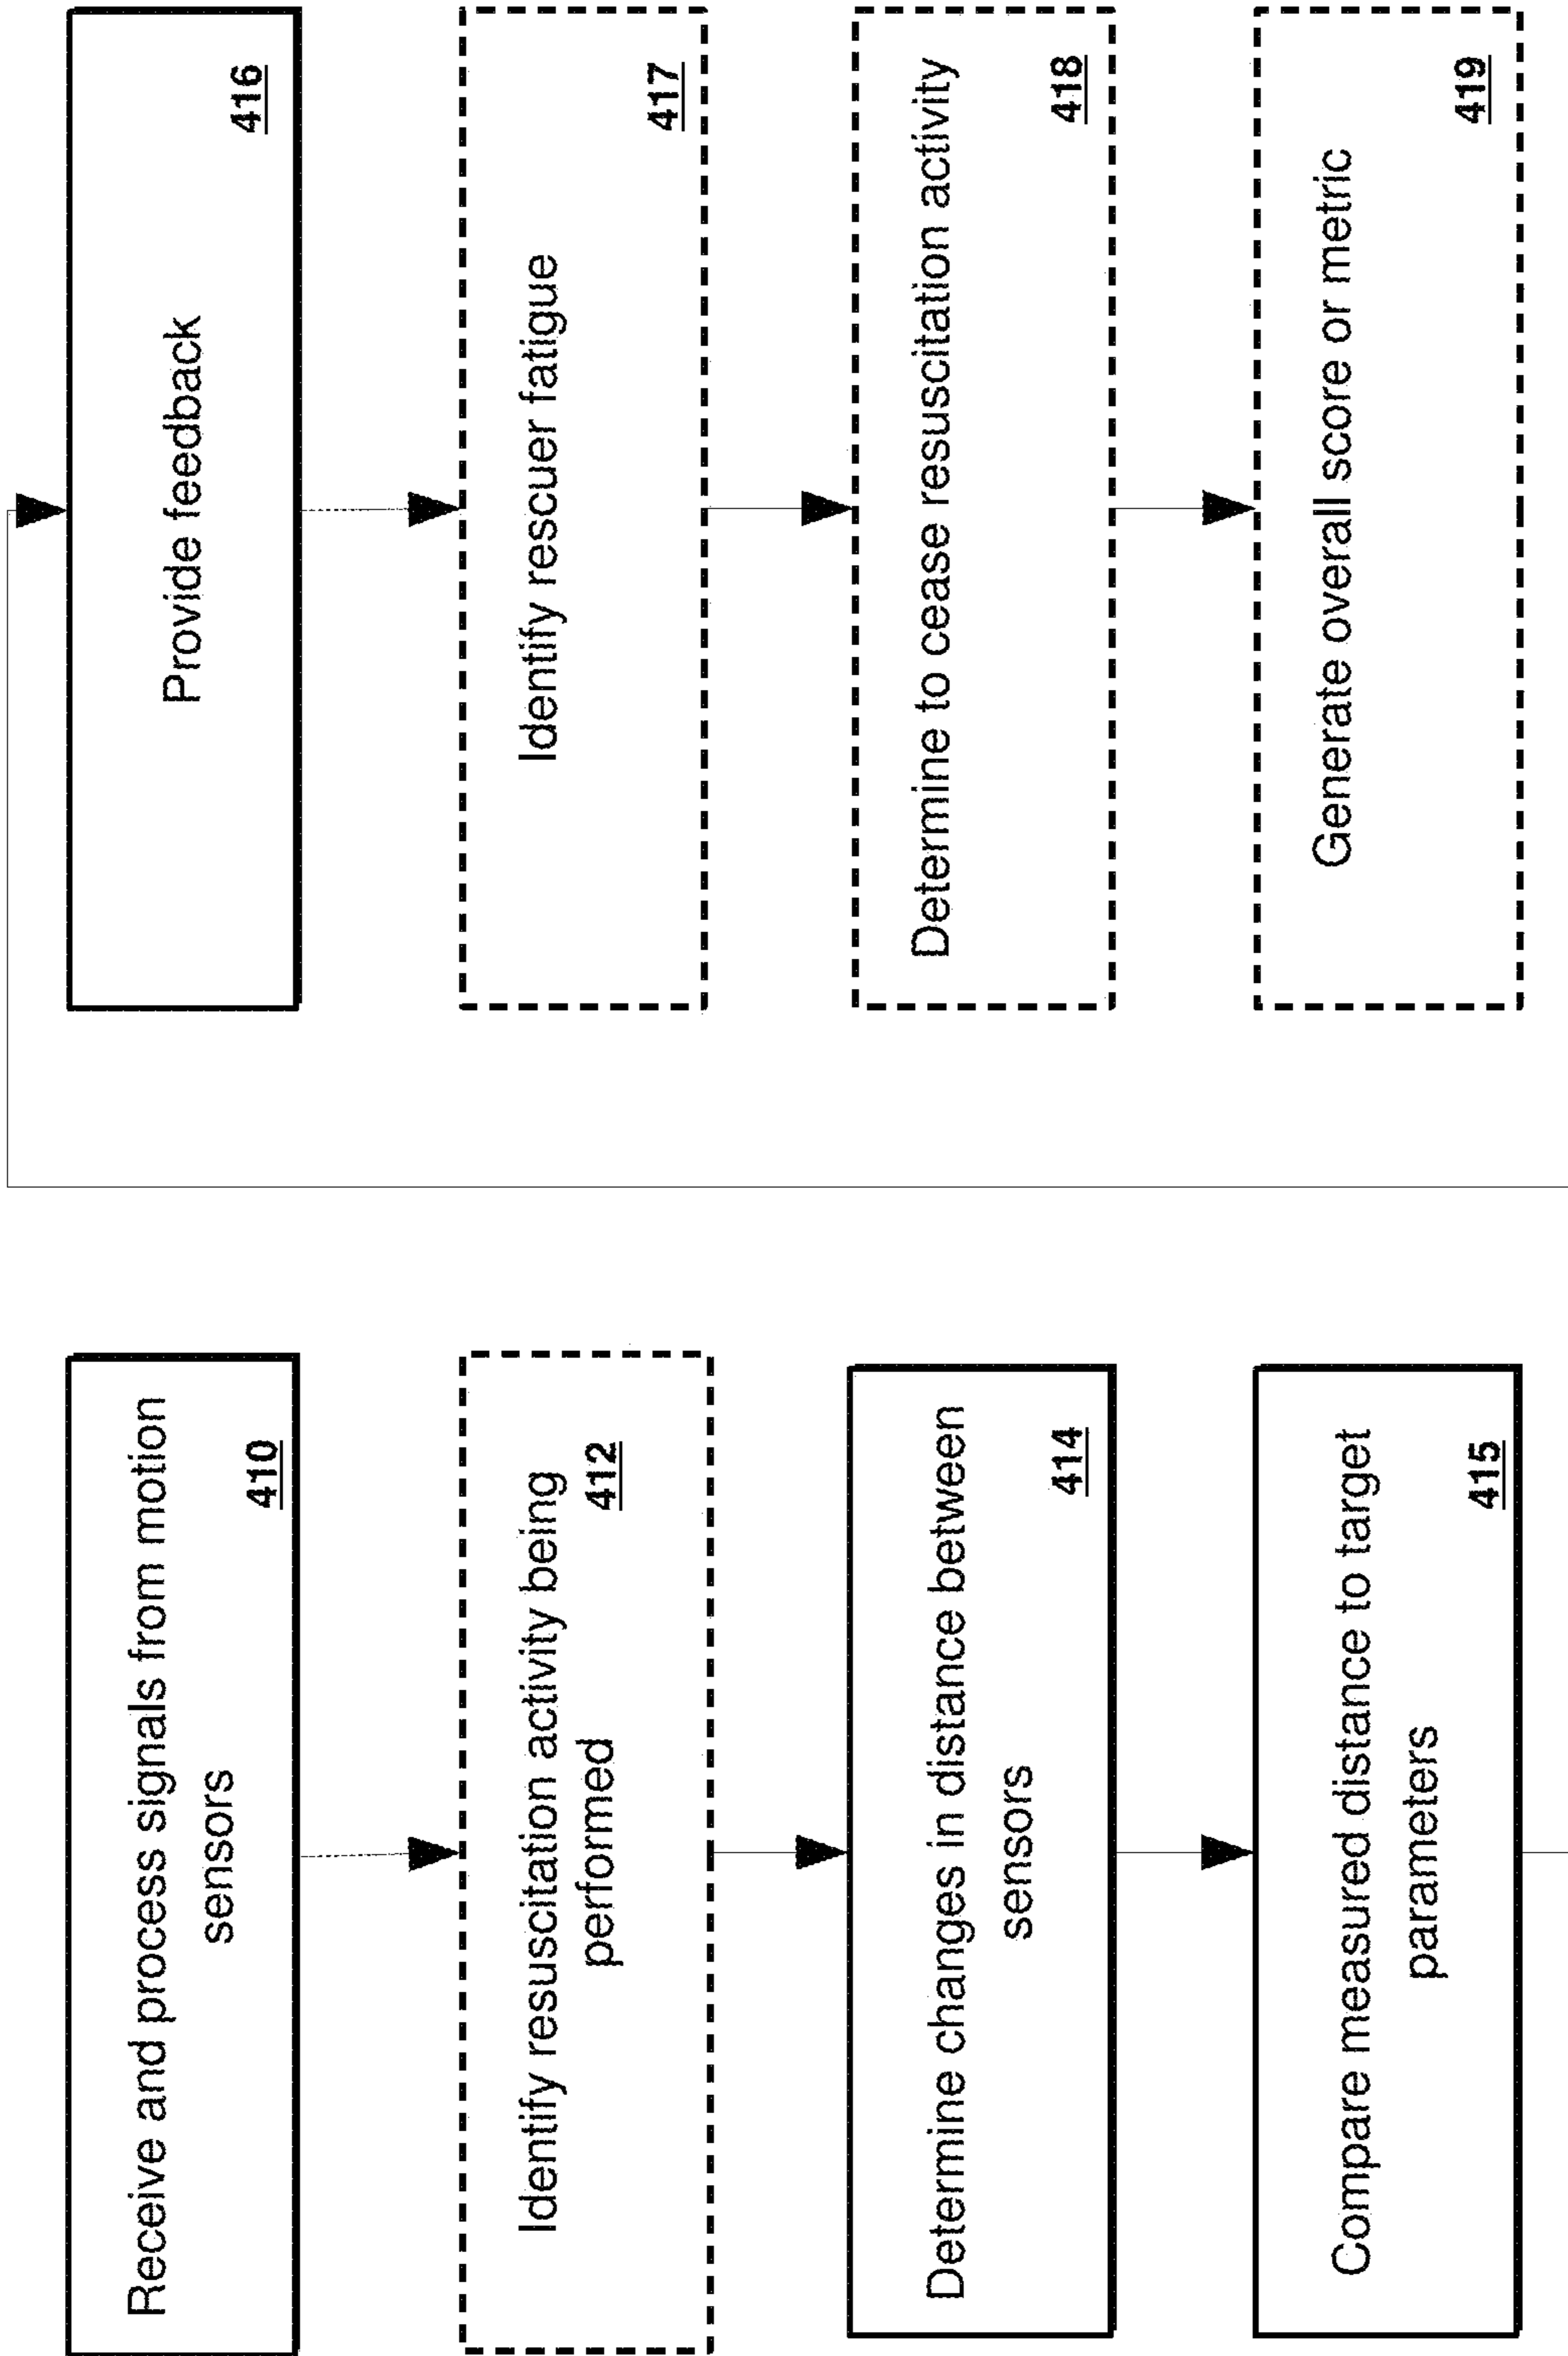 Receive and process signals from motion
sensors
410
Identify resuscitation activity being
performed
412
Determine changes in distance between
sensors
414
Compare measured distance to target
parameters
415
Provide feedback
416
Identify rescuer fatigue
417
Determine to cease resuscitation activity
418
Generate overall score or metric
419